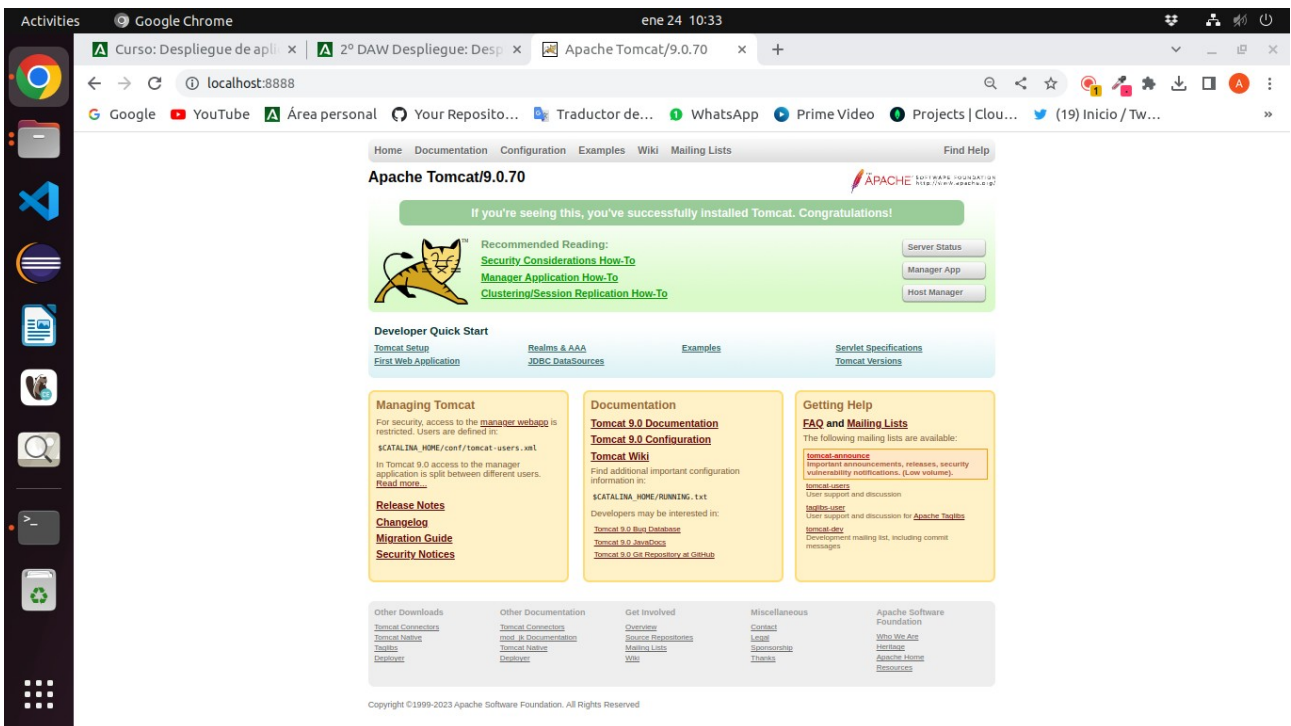 Activities
Google Chrome
ene 24 10:33
Curso: Despliegue de apli
2º DAW Despliegue: Desp
Apache Tomcat/9.0.70
localhost:8888
Google
YouTube
Área personal
Your Reposito...
Traductor de...
WhatsApp
Prime Video
Projects | Clou...
(19) Inicio / Tw...
Home Documentation Configuration Examples Wiki Mailing Lists
Find Help
Apache Tomcat/9.0.70
THE
APACHE SOFTWARE FOUNDATION
http://www.apache.org/
If you're seeing this, you've successfully installed Tomcat. Congratulations!
TM
Recommended Reading:
Security Considerations How-To
Manager Application How-To
Clustering/Session Replication How-To
Server Status
Manager App
Host Manager
Developer Quick Start
Tomcat Setup
First Web Application
Realms & AAA
JDBC DataSources
Examples
Servlet Specifications
Tomcat Versions
Managing Tomcat
For security, access to the manager webapp is
restricted. Users are defined in:
$CATALINA_HOME/conf/tomcat-users.xml
In Tomcat 9.0 access to the manager
application is split between different users.
Read more...
Release Notes
Changelog
Migration Guide
Security Notices
Documentation
Tomcat 9.0 Documentation
Tomcat 9.0 Configuration
Tomcat Wiki
Find additional important configuration
information in:
$CATALINA_HOME/RUNNING.txt
Developers may be interested in:
Tomcat 9.0 Bug Database
Tomcat 9.0 JavaDocs
Tomcat 9.0 Git Repository at GitHub
Getting Help
FAQ and Mailing Lists
The following mailing lists are available:
tomcat-announce
Important announcements, releases, security
vulnerability notifications. (Low volume).
tomcat-users
User support and discussion
taglibs-user
User support and discussion for Apache Taglibs
tomcat-dev
Development mailing list, including commit
messages
Other Downloads
Tomcat Connectors
Tomcat Native
Taglibs
Deployer
Other Documentation
Tomcat Connectors
mod_jk Documentation
Tomcat Native
Deployer
Get Involved
Overview
Source Repositories
Mailing Lists
Wiki
Miscellaneous
Contact
Legal
Sponsorship
Thanks
Apache Software
Foundation
Who We Are
Heritage
Apache Home
Resources
Copyright ©1999-2023 Apache Software Foundation. All Rights Reserved